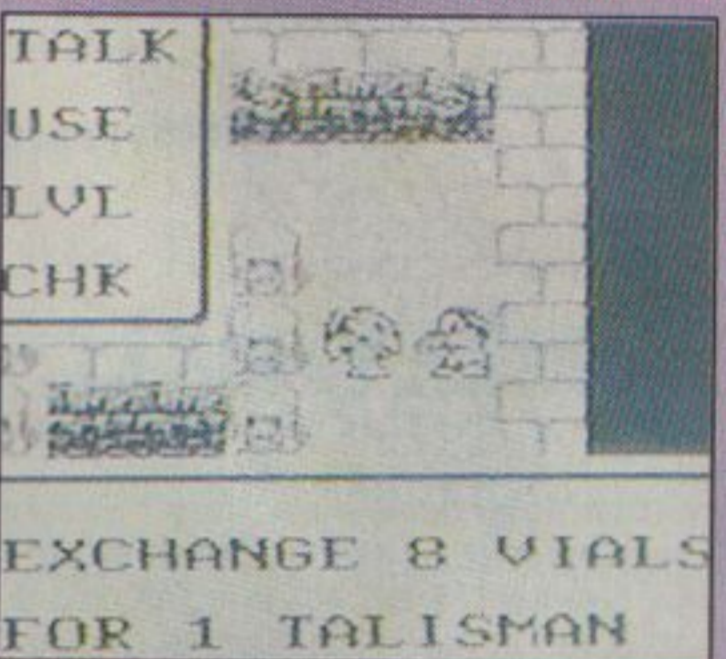 TALK
USE
LVL
CHK
EXCHANGE 8 VIALS
FOR 1 TALISMAN